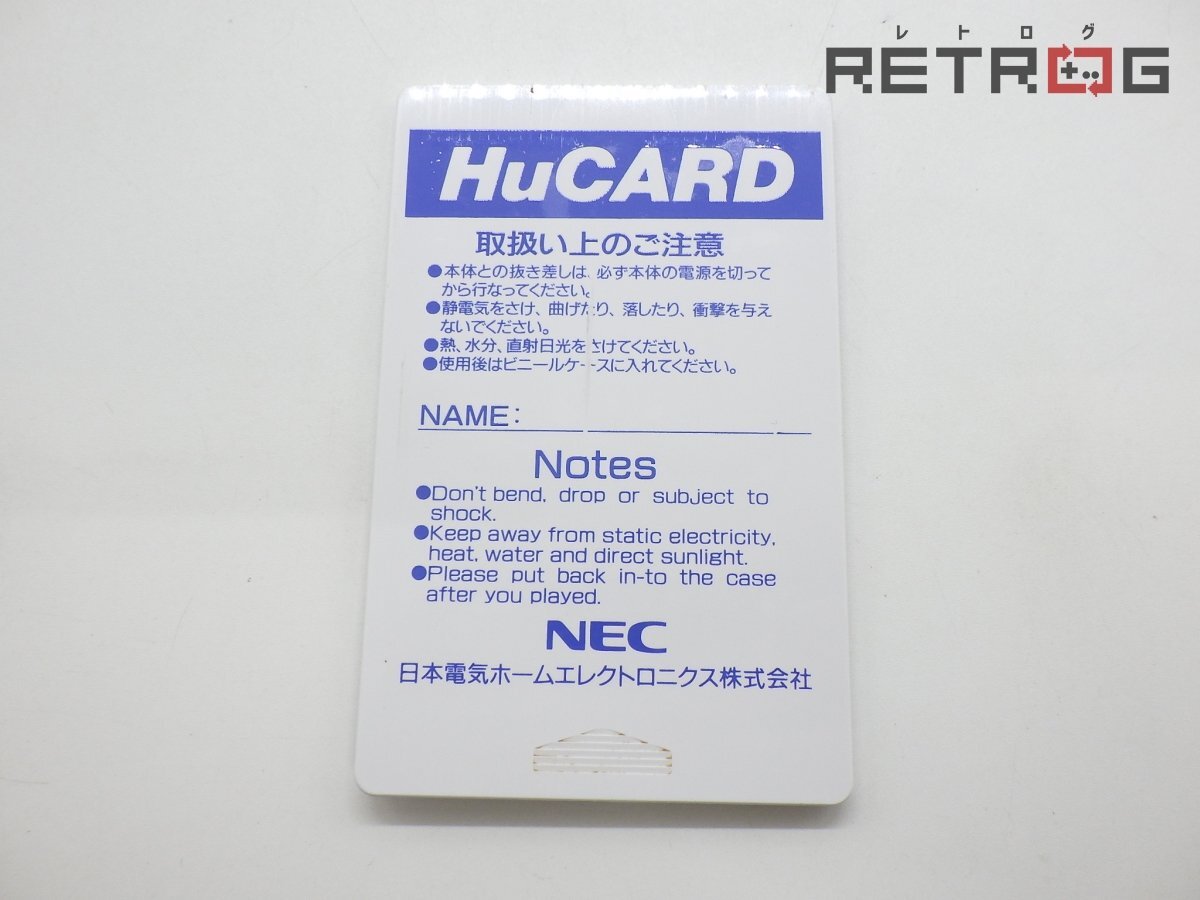 レトログ
RETROG
HuCARD
取扱い上のご注意
●本体との抜き差しは、必ず本体の電源を切って
から行なってください。
●静電気をさけ、曲げたり、落したり、衝撃を与え
ないでください。
●熱、水分、直射日光をさけてください。
●使用後はビニールケースに入れてください。
NAME:
Notes
●Don't bend, drop or subject to
shock.
●Keep away from static electricity,
heat, water and direct sunlight.
●Please put back in-to the case
after you played.
NEC
日本電気ホームエレクトロニクス株式会社